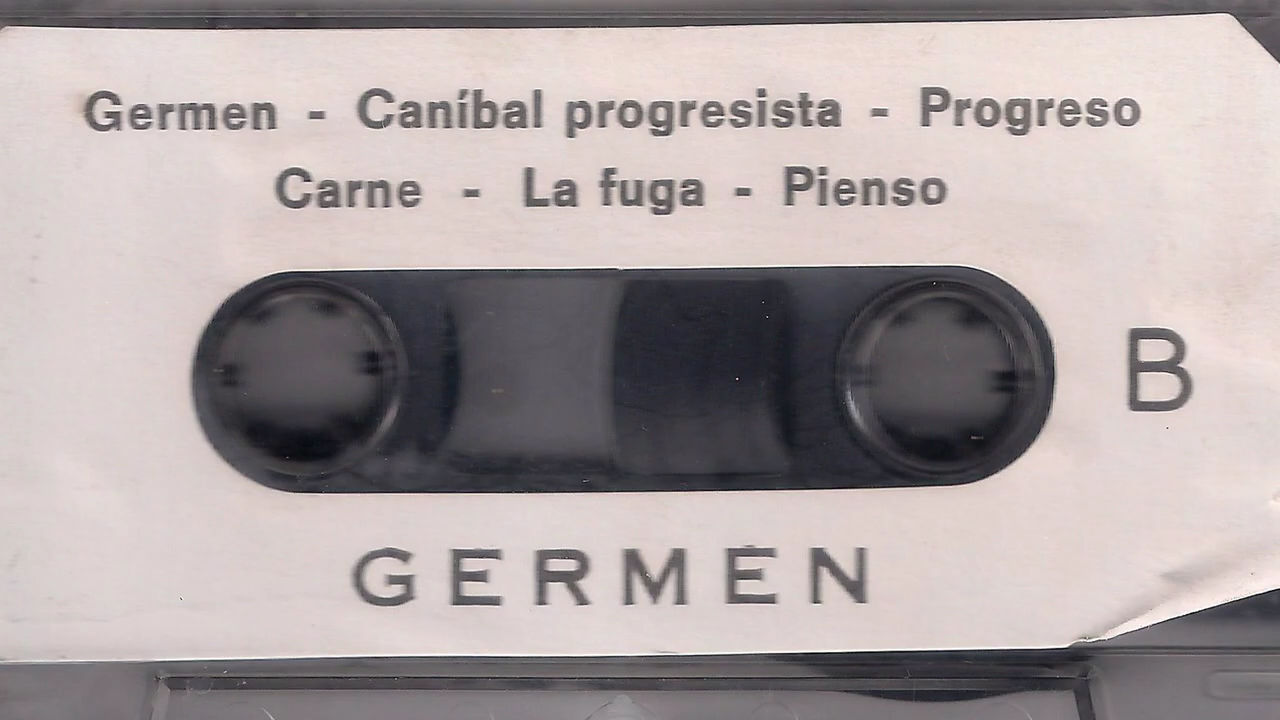 Germen - Caníbal progresista - Progreso
Carne - La fuga - Pienso
B
GERMEN